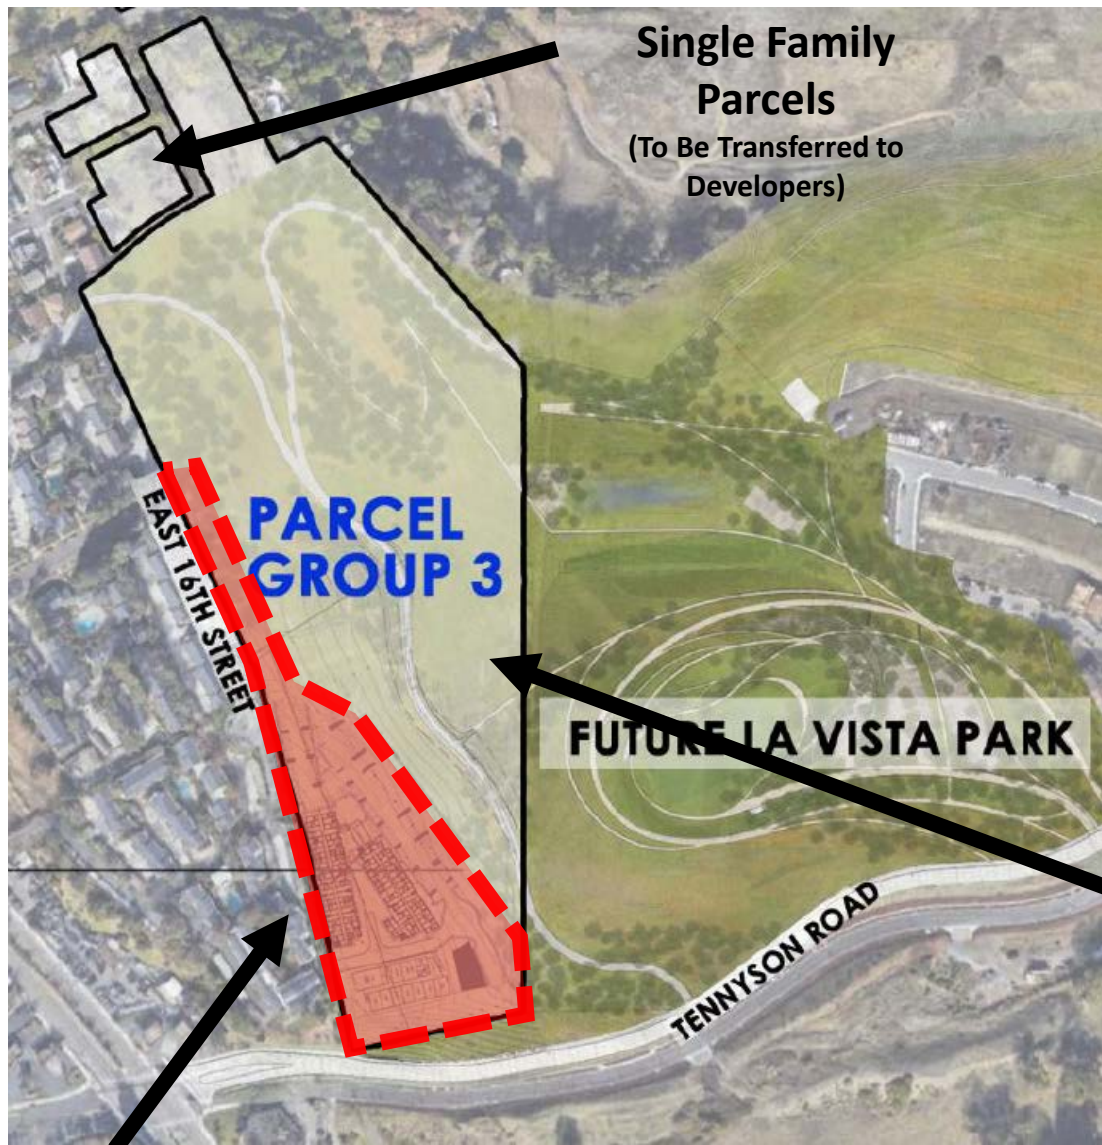 Single Family
Parcels
(To Be Transferred to
Developers)
PARCEL
GROUP 3
EAST 16TH STREET
FUTURE LA VISTA PARK
TENNYSON ROAD